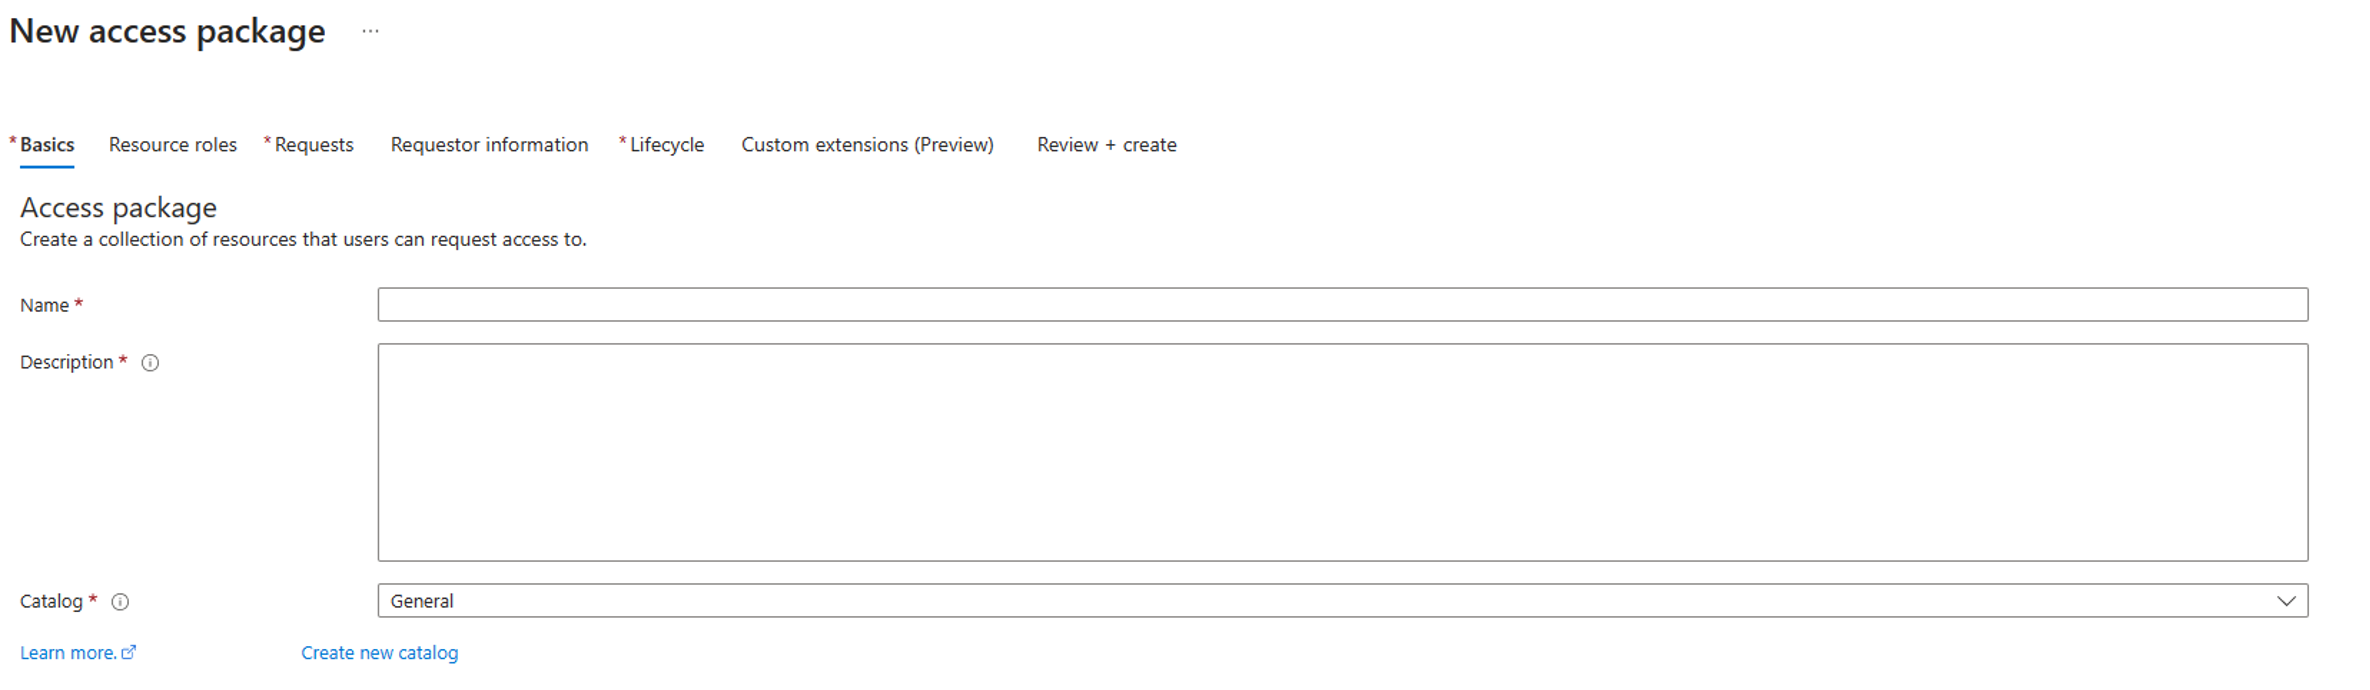 New access package ...
* Basics Resource roles * Requests Requestor information * Lifecycle Custom extensions (Preview) Review + create
Access package
Create a collection of resources that users can request access to.
Name *
Description *
Catalog * General
Learn more. Create new catalog